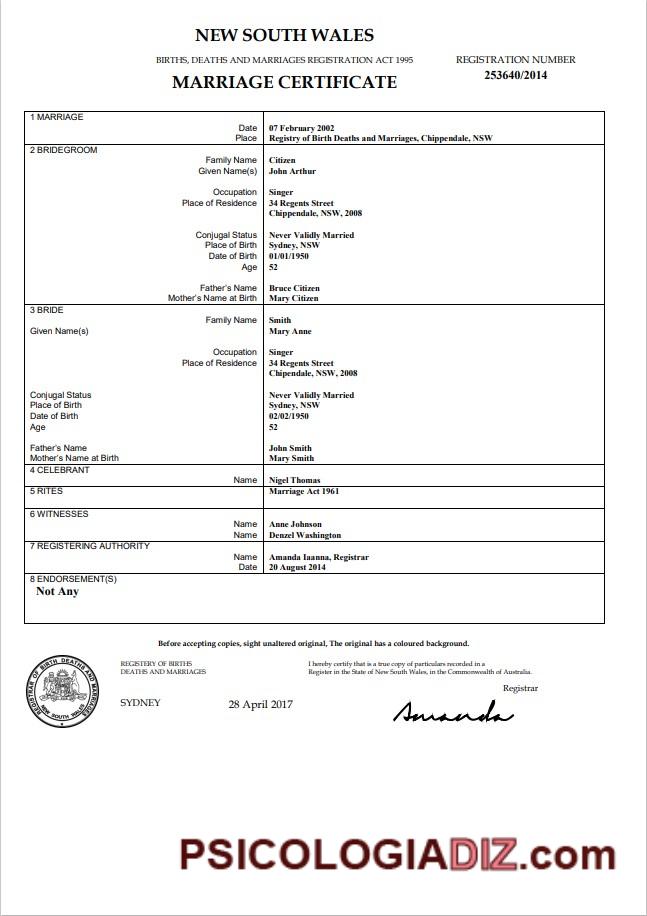 NEW SOUTH WALES
BIRTHS, DEATHS AND MARRIAGES REGISTRATION ACT 1995
REGISTRATION NUMBER
MARRIAGE CERTIFICATE
253640/2014
1 MARRIAGE
Date 07 February 2002
Place Registry of Birth Deaths and Marriages, Chippendale, NSW
2 BRIDEGROOM
Family Name Citizen
Given Name(s) John Arthur
Occupation Singer
Place of Residence 34 Regents Street
Chippendale, NSW, 2008
Conjugal Status Never Validly Married
Place of Birth Sydney, NSW
Date of Birth 01/01/1950
Age 52
Father's Name Bruce Citizen
Mother's Name at Birth Mary Citizen
3 BRIDE
Family Name Smith
Given Name(s) Mary Anne
Occupation Singer
Place of Residence 34 Regents Street
Chipendale, NSW, 2008
Conjugal Status Never Validly Married
Place of Birth Sydney, NSW
Date of Birth 02/02/1950
Age 52
Father's Name John Smith
Mother's Name at Birth Mary Smith
4 CELEBRANT
Name Nigel Thomas
5 RITES Marriage Act 1961
6 WITNESSES
Name Anne Johnson
Name Denzel Washington
7 REGISTERING AUTHORITY
Name Amanda Iaanna, Registrar
Date 20 August 2014
8 ENDORSEMENT(S)
Not Any
Before accepting copies, sight unaltered original, The original has a coloured background.
REGISTRAR OF BIRTH DEATHS AND MARRIAGES
NEW SOUTH WALES
REGISTERY OF BIRTHS
DEATHS AND MARRIAGES
I hereby certify that is a true copy of particulars recorded in a
Register in the State of New South Wales, in the Commonwealth of Australia.
Registrar
SYDNEY
28 April 2017
Amanda
PSICOLOGIADIZ.com